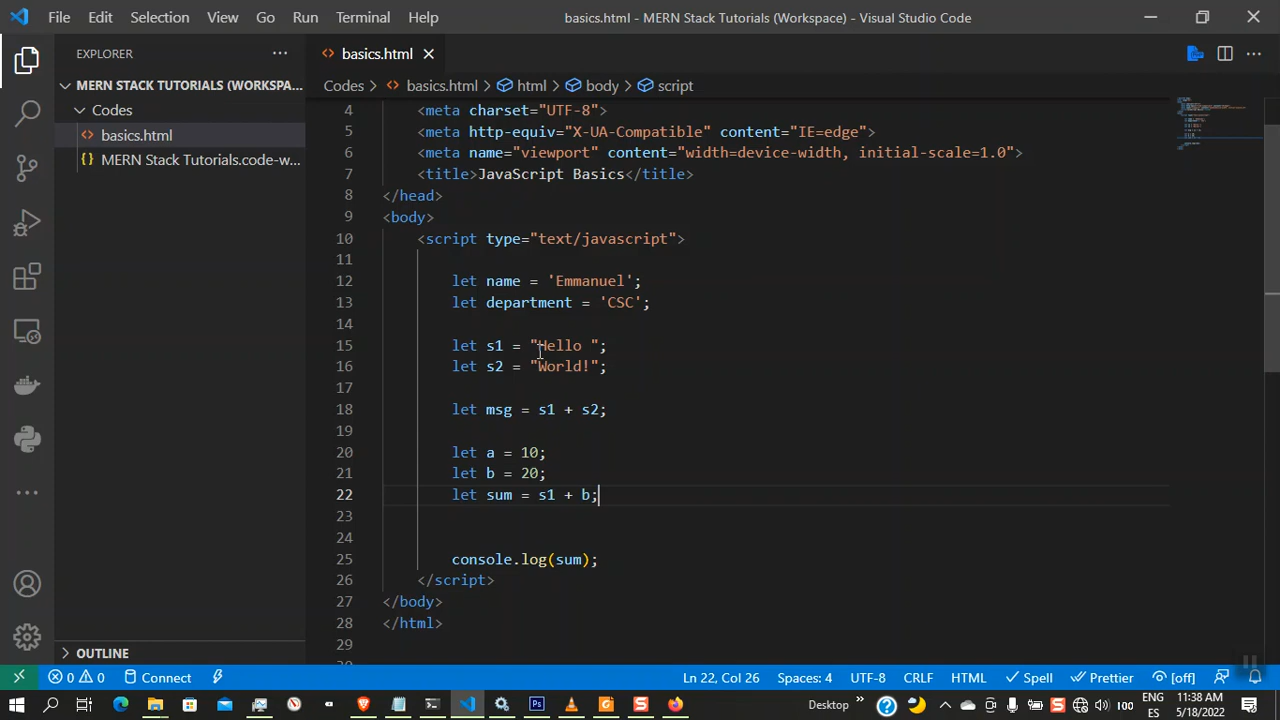 File Edit Selection View Go Run Terminal Help basics.html - MERN Stack Tutorials (Workspace) - Visual Studio Code
EXPLORER
basics.html
MERN STACK TUTORIALS (WORKSPA...
Codes
basics.html
MERN Stack Tutorials.code-w...
OUTLINE
Codes > basics.html > html > body > script
4 <meta charset="UTF-8">
5 <meta http-equiv="X-UA-Compatible" content="IE=edge">
6 <meta name="viewport" content="width=device-width, initial-scale=1.0">
7 <title>JavaScript Basics</title>
8 </head>
9 <body>
10 <script type="text/javascript">
11
12 let name = 'Emmanuel';
13 let department = 'CSC';
14
15 let s1 = "Hello ";
16 let s2 = "World!";
17
18 let msg = s1 + s2;
19
20 let a = 10;
21 let b = 20;
22 let sum = s1 + b;
23
24
25 console.log(sum);
26 </script>
27 </body>
28 </html>
29
0 0 Connect Ln 22, Col 26 Spaces: 4 UTF-8 CRLF HTML Spell Prettier [off]
Desktop 100 ENG 11:38 AM
ES 5/18/2022